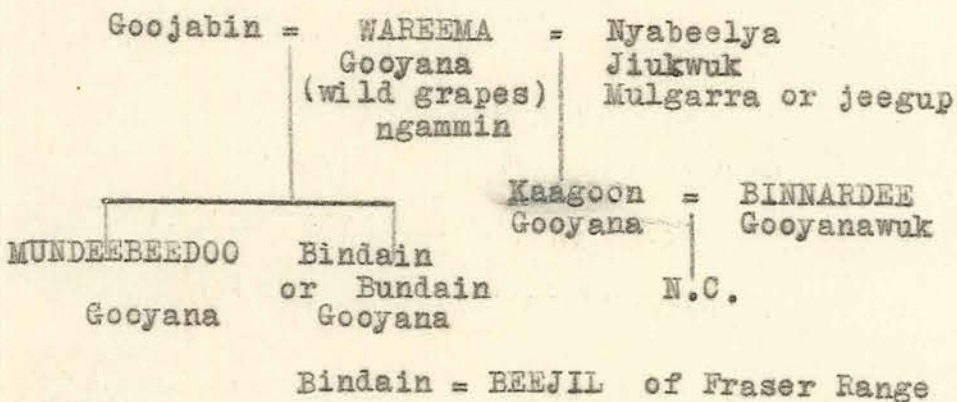 Goojabin = WAREEMA = Nyabeelya
Gooyana Jiukwuk
(wild grapes) Mulgarra or jeegup
ngammin
Kaagoon = BINNARDEE
Gooyana Gooyanawuk
MUNDEEBEEDOO Bindain
or Bundain N.C.
Gooyana Gooyana
Bindain = BEEJIL of Fraser Range